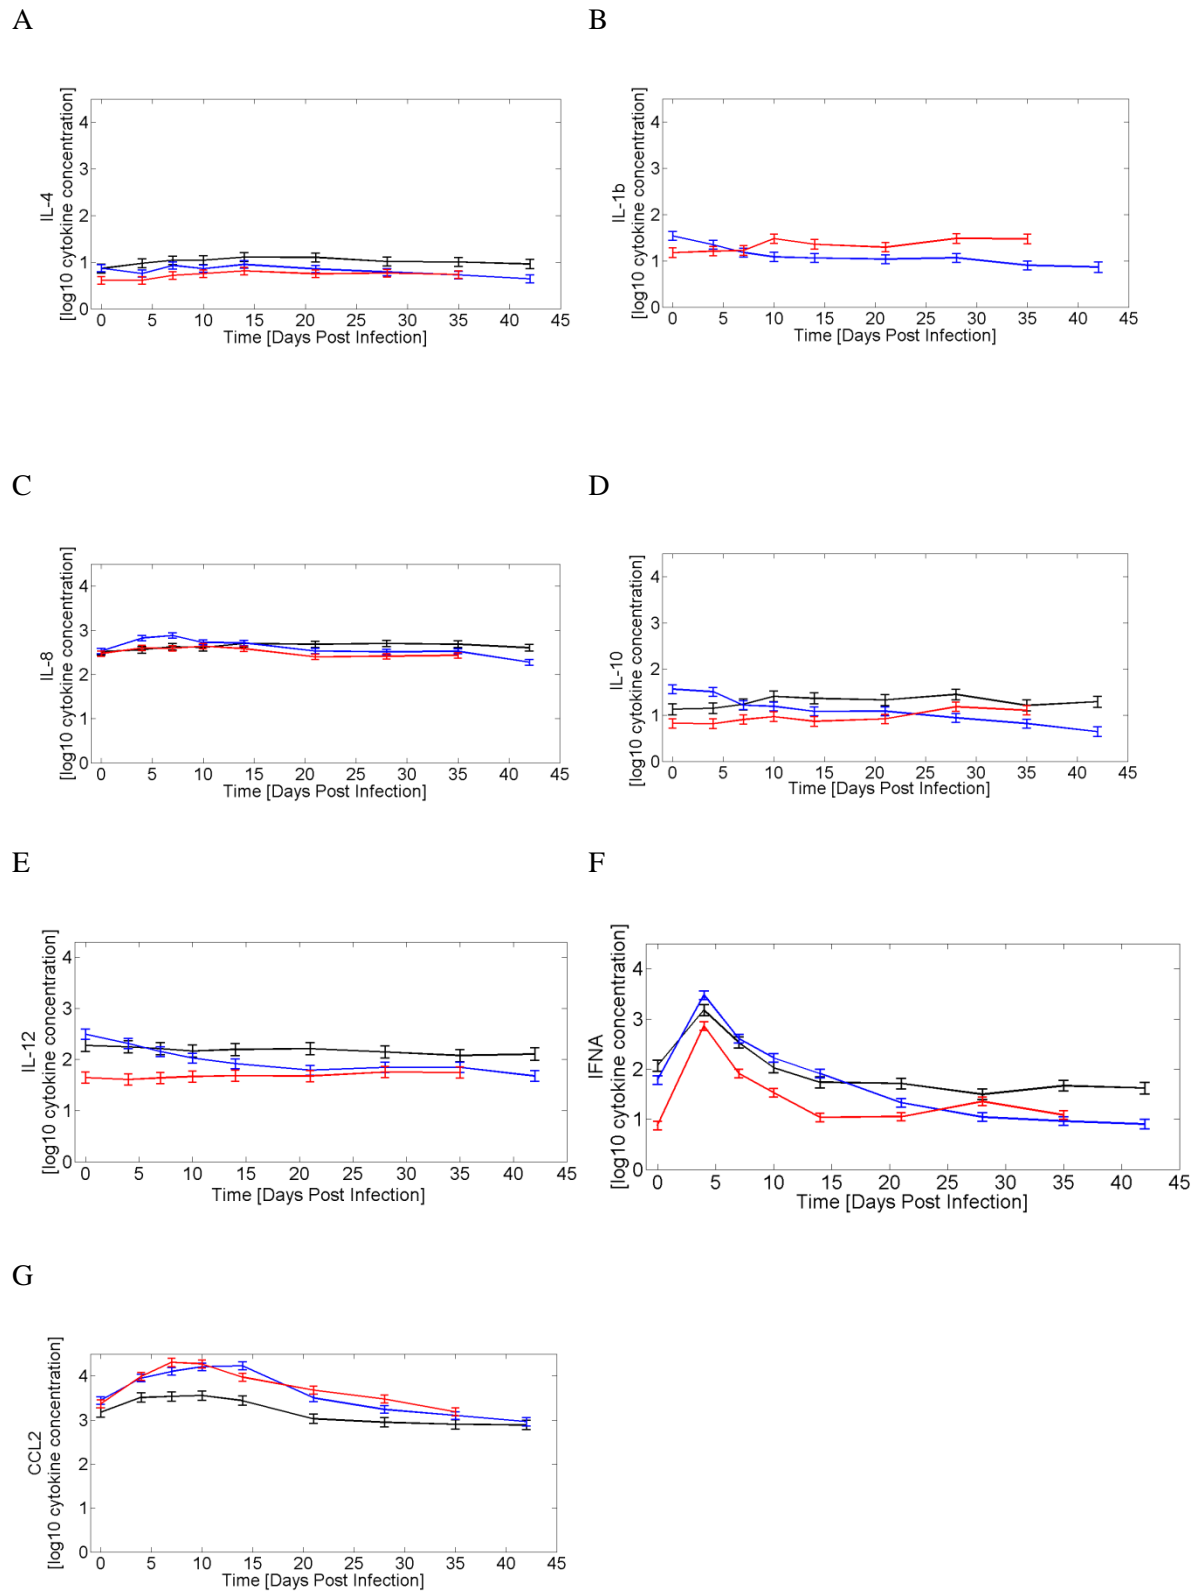 A
IL-4
[log10 cytokine concentration]
4
3
2
1
0
0 5 10 15 20 25 30 35 40 45
Time [Days Post Infection]
B
IL-1b
[log10 cytokine concentration]
4
3
2
1
0
0 5 10 15 20 25 30 35 40 45
Time [Days Post Infection]
C
IL-8
[log10 cytokine concentration]
4
3
2
1
0
0 5 10 15 20 25 30 35 40 45
Time [Days Post Infection]
D
IL-10
[log10 cytokine concentration]
4
3
2
1
0
0 5 10 15 20 25 30 35 40 45
Time [Days Post Infection]
E
IL-12
[log10 cytokine concentration]
4
3
2
1
0
0 5 10 15 20 25 30 35 40 45
Time [Days Post Infection]
F
IFNA
[log10 cytokine concentration]
4
3
2
1
0
0 5 10 15 20 25 30 35 40 45
Time [Days Post Infection]
G
CCL2
[log10 cytokine concentration]
4
3
2
1
0
0 5 10 15 20 25 30 35 40 45
Time [Days Post Infection]